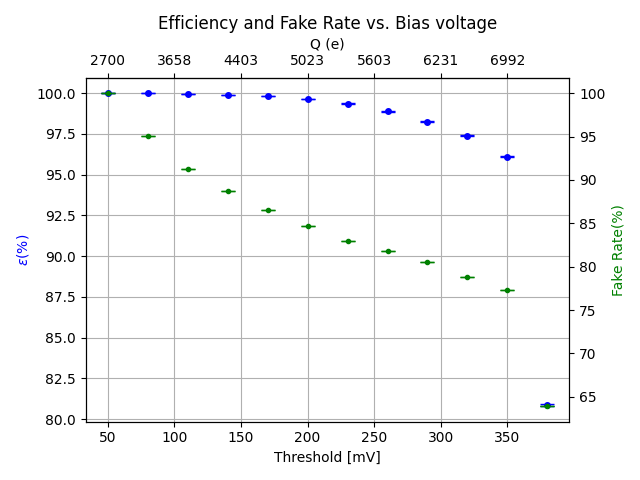 Efficiency and Fake Rate vs. Bias voltage
Q (e)
2700 3658 4403 5023 5603 6231 6992
100.0 100
97.5 95
95.0 90
92.5 85
90.0 80
87.5 75
85.0 70
82.5 65
80.0
ε(%)
Fake Rate(%)
50 100 150 200 250 300 350
Threshold [mV]